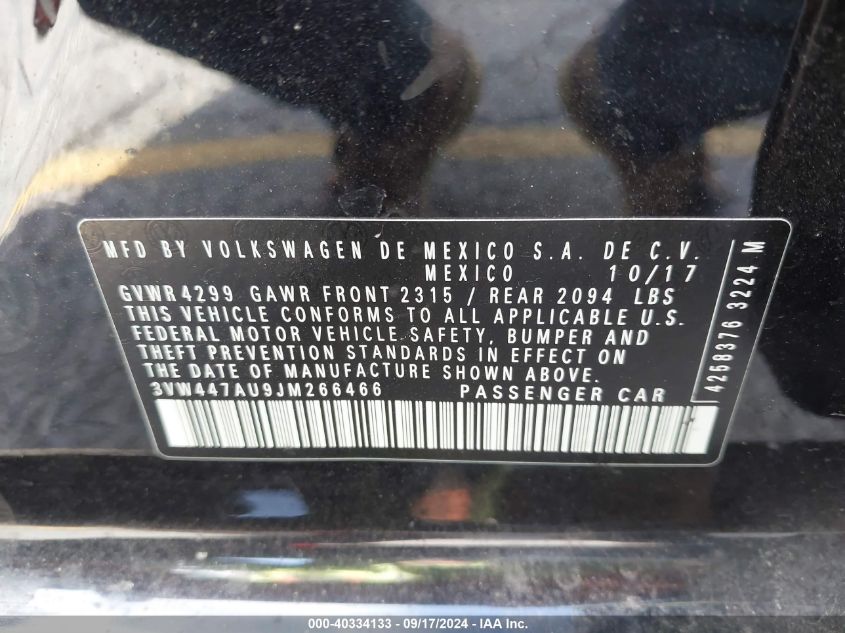 MFD BY VOLKSWAGEN DE MEXICO S.A. DE C.V.
MEXICO 10/17
GVWR 4299 GAWR FRONT 2315 / REAR 2094 LBS
THIS VEHICLE CONFORMS TO ALL APPLICABLE U.S.
FEDERAL MOTOR VEHICLE SAFETY, BUMPER AND
THEFT PREVENTION STANDARDS IN EFFECT ON
THE DATE OF MANUFACTURE SHOWN ABOVE.
3VW447AU9JM266466 PASSENGER CAR
4268376 3224 M
000-40334133 - 09/17/2024 - IAA Inc.